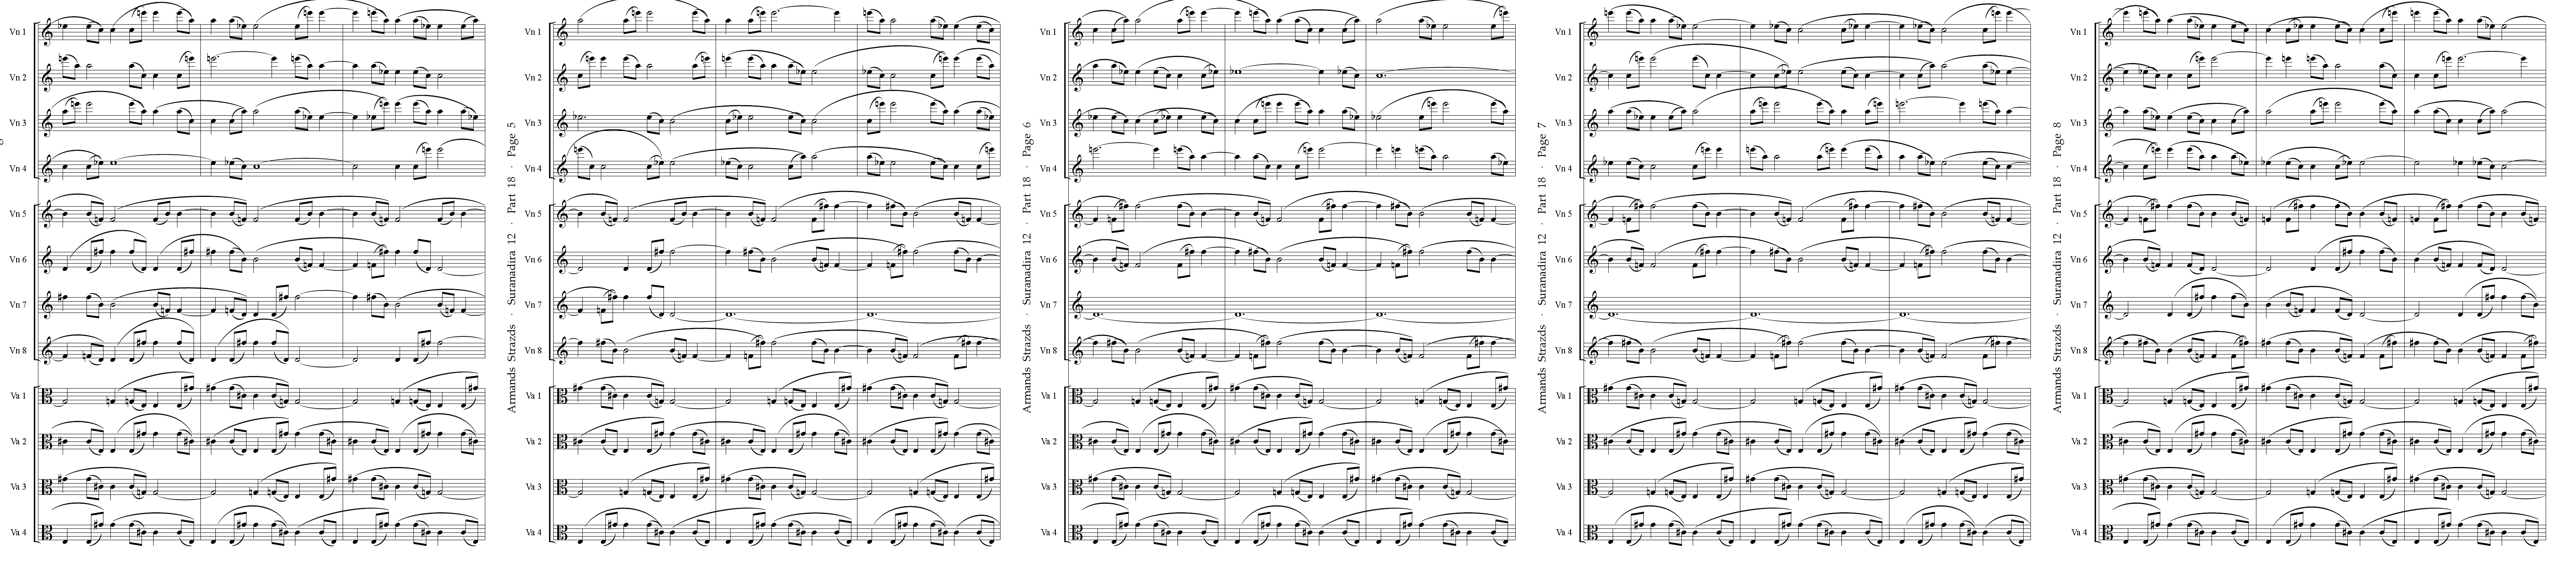 Vn 1
Vn 2
Vn 3
Vn 4
Vn 5
Vn 6
Vn 7
Vn 8
Va 1
Va 2
Va 3
Va 4
Armands Strazds · Suranadira 12 · Part 18 · Page 5
Vn 1
Vn 2
Vn 3
Vn 4
Vn 5
Vn 6
Vn 7
Vn 8
Va 1
Va 2
Va 3
Va 4
Armands Strazds · Suranadira 12 · Part 18 · Page 6
Vn 1
Vn 2
Vn 3
Vn 4
Vn 5
Vn 6
Vn 7
Vn 8
Va 1
Va 2
Va 3
Va 4
Armands Strazds · Suranadira 12 · Part 18 · Page 7
Vn 1
Vn 2
Vn 3
Vn 4
Vn 5
Vn 6
Vn 7
Vn 8
Va 1
Va 2
Va 3
Va 4
Armands Strazds · Suranadira 12 · Part 18 · Page 8
Vn 1
Vn 2
Vn 3
Vn 4
Vn 5
Vn 6
Vn 7
Vn 8
Va 1
Va 2
Va 3
Va 4